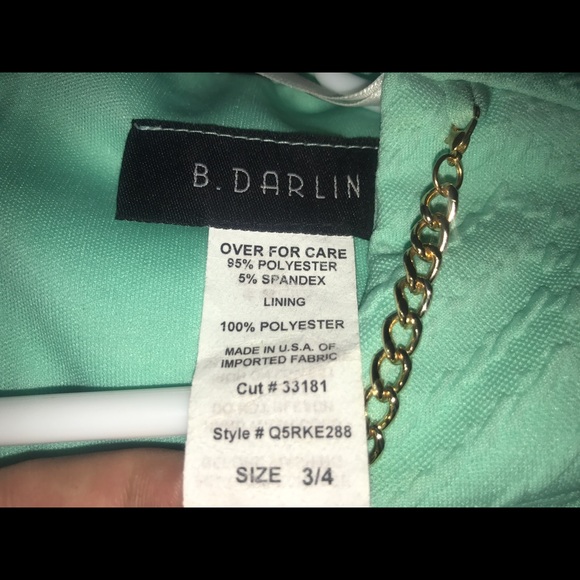 B. DARLIN
OVER FOR CARE
95% POLYESTER
5% SPANDEX
LINING
100% POLYESTER
MADE IN U.S.A. OF
IMPORTED FABRIC
Cut # 33181
Style # Q5RKE288
SIZE 3/4